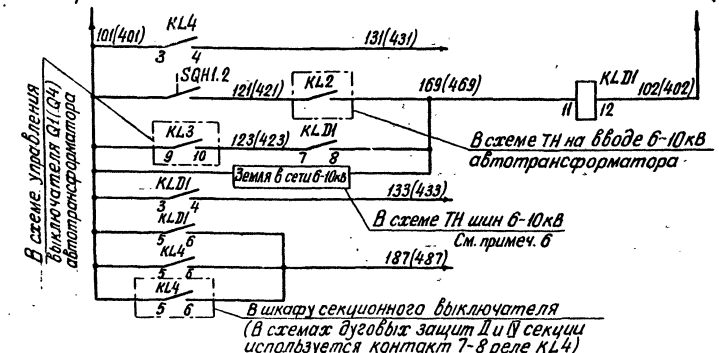 101(401)
KL4
3 4
131(431)
SQH1.2
121(421)
KL2
169(469)
KLD1
102(402)
11 12
KL3
9 10
123(423)
KLD1
7 8
В схеме ТН на вводе 6-10кВ
автотрансформатора
В схеме управления
выключателя Q1(Q4)
автотрансформатора
Земля в сети 6-10кВ
KLD1
3 4
133(433)
В схеме ТН шин 6-10кВ
См. примеч. 6
KLD1
5 6
KL4
5 6
187(487)
KL4
5 6
В шкафу секционного выключателя
(В схемах дуговых защит II и IV секции
используется контакт 7-8 реле KL4)